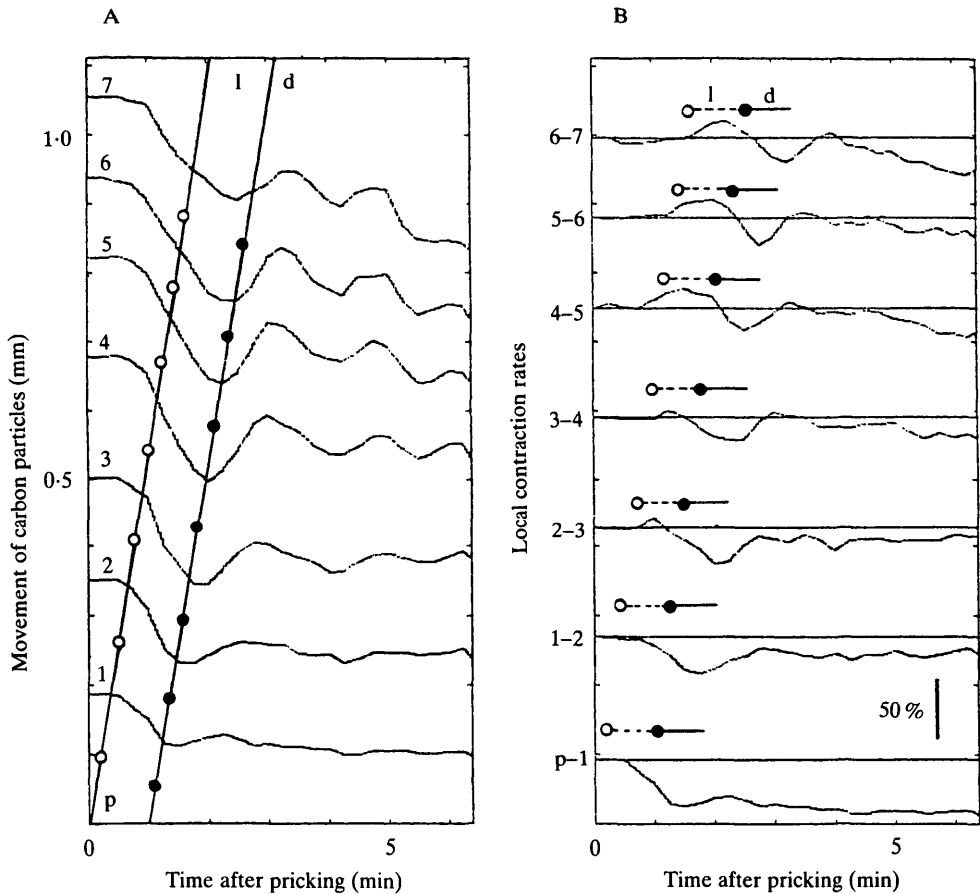 A
B
Movement of carbon particles (mm)
1·0
0·5
7
6
5
4
3
2
1
p
l
d
0
5
Time after pricking (min)
Local contraction rates
l
d
6–7
5–6
4–5
3–4
2–3
1–2
p–1
50 %
0
5
Time after pricking (min)